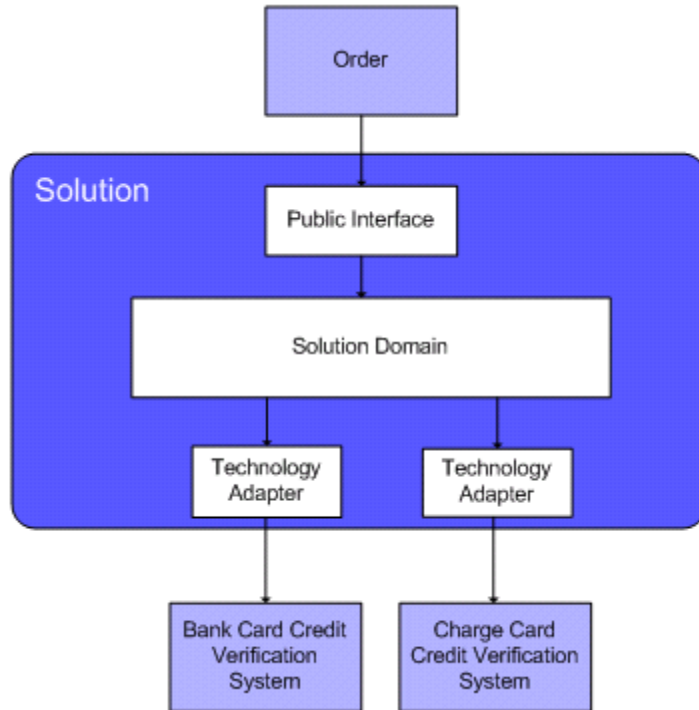 Order
Solution
Public Interface
Solution Domain
Technology
Adapter
Technology
Adapter
Bank Card Credit
Verification
System
Charge Card
Credit Verification
System